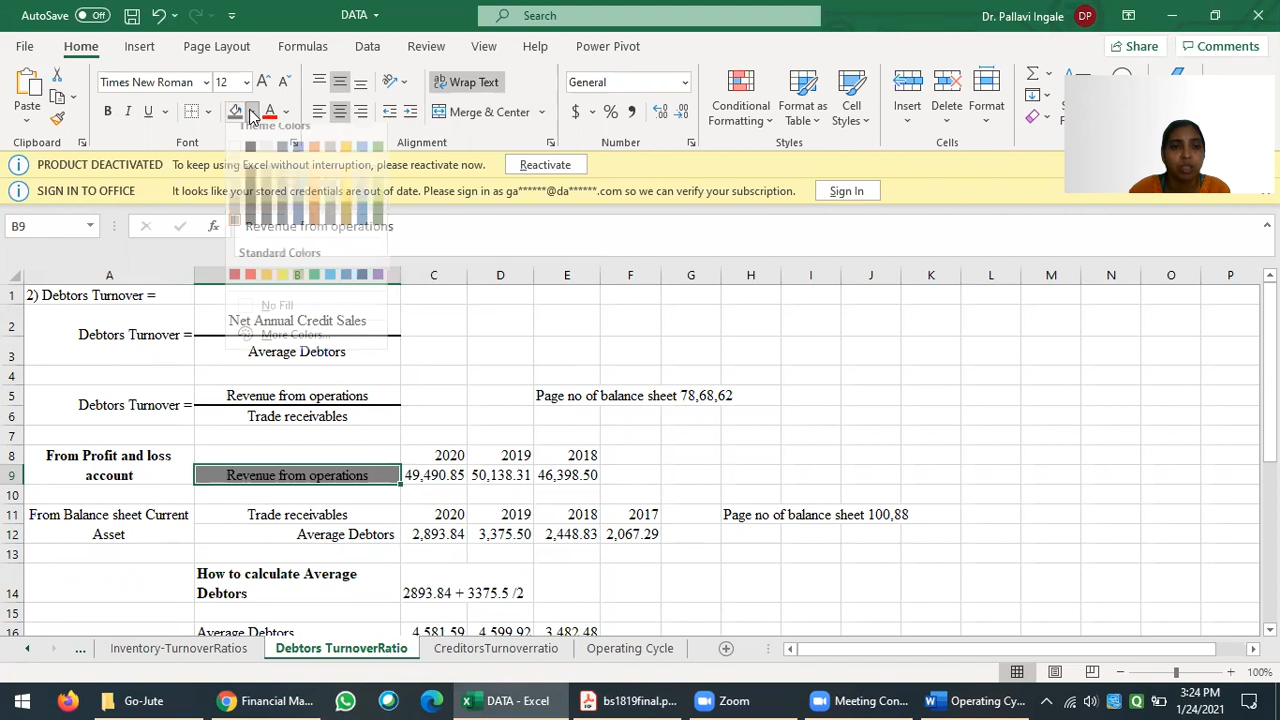 AutoSave Off DATA Search Dr. Pallavi Ingale DP
File Home Insert Page Layout Formulas Data Review View Help Power Pivot Share Comments
Paste Times New Roman 12 Wrap Text General Conditional Formatting Format as Table Cell Styles Insert Delete Format
B I U A Merge & Center $ %
Clipboard Font Alignment Number Styles Cells
PRODUCT DEACTIVATED To keep using Excel without interruption, please reactivate now. Reactivate
SIGN IN TO OFFICE It looks like your stored credentials are out of date. Please sign in as ga******@da******.com so we can verify your subscription. Sign In
Theme Colors
B9 fx Revenue from operations
Standard Colors
No Fill
More Colors...
A B C D E F G H I J K L M N O P
1 2) Debtors Turnover =
2 Debtors Turnover = Net Annual Credit Sales
3 Average Debtors
4
5 Debtors Turnover = Revenue from operations Page no of balance sheet 78,68,62
6 Trade receivables
7
8 From Profit and loss 2020 2019 2018
9 account Revenue from operations 49,490.85 50,138.31 46,398.50
10
11 From Balance sheet Current Trade receivables 2020 2019 2018 2017 Page no of balance sheet 100,88
12 Asset Average Debtors 2,893.84 3,375.50 2,448.83 2,067.29
13
14 How to calculate Average Debtors 2893.84 + 3375.5 /2
15
16 Average Debtors 4,581.59 4,599.92 3,482.48
... Inventory-TurnoverRatios Debtors TurnoverRatio CreditorsTurnoverratio Operating Cycle
100%
Go-Jute Financial Ma... DATA - Excel bs1819final.p... Zoom Meeting Con... Operating Cy... 3:24 PM
1/24/2021